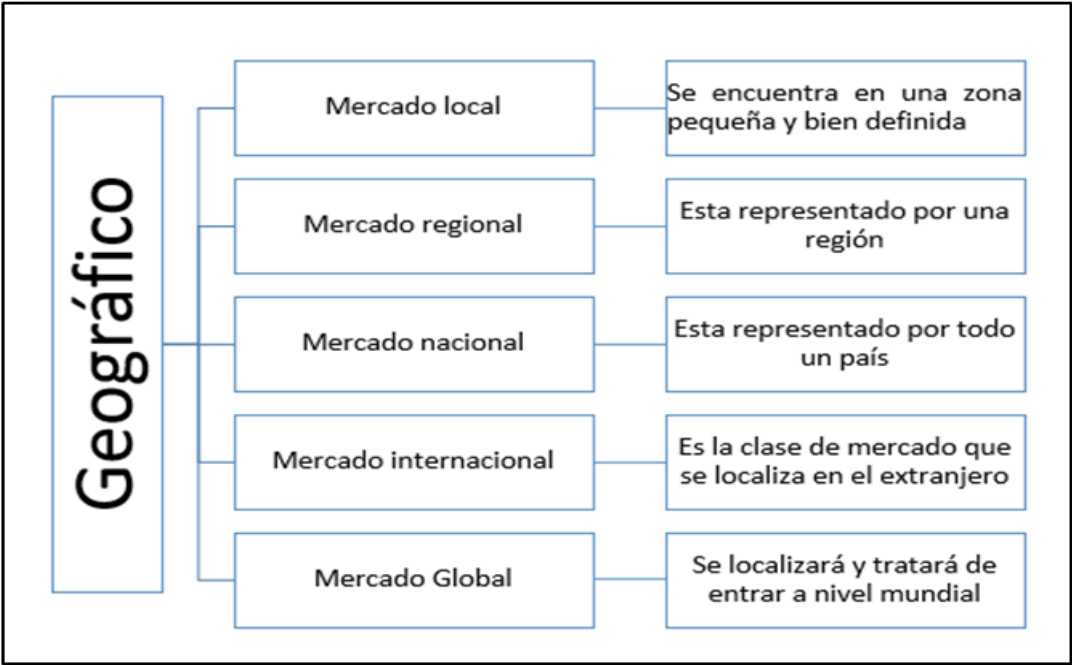 Geográfico
Mercado local
Se encuentra en una zona
pequeña y bien definida
Mercado regional
Esta representado por una
región
Mercado nacional
Esta representado por todo
un país
Mercado internacional
Es la clase de mercado que
se localiza en el extranjero
Mercado Global
Se localizará y tratará de
entrar a nivel mundial